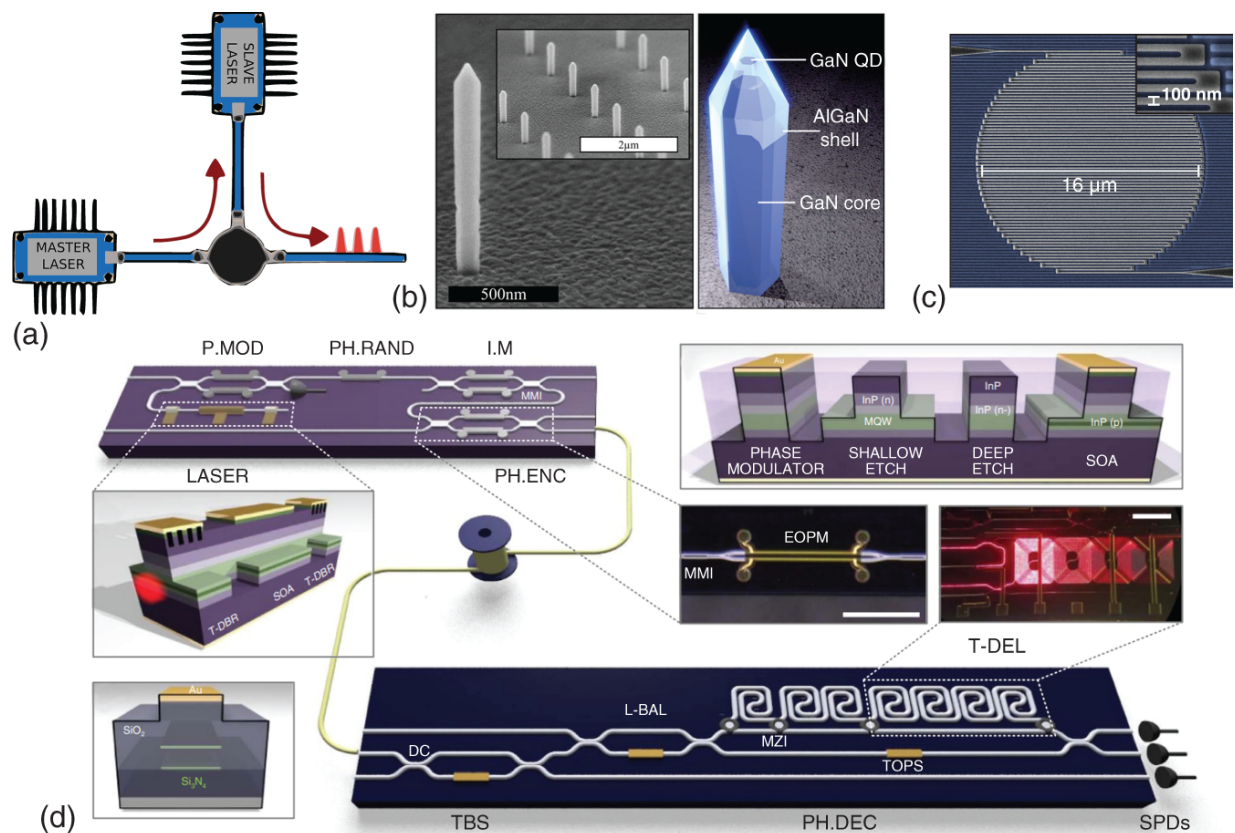 SLAVE
LASER
MASTER
LASER
(a)
500nm
2µm
(b)
GaN QD
AlGaN
shell
GaN core
100 nm
16 µm
(c)
P.MOD
PH.RAND
I.M
MMI
LASER
PH.ENC
Au
InP (n)
MQW
InP
InP (n-)
InP (p)
PHASE
MODULATOR
SHALLOW
ETCH
DEEP
ETCH
SOA
T-DBR
SOA
T-DBR
EOPM
MMI
T-DEL
Au
SiO₂
Si₃N₄
L-BAL
DC
MZI
TOPS
(d)
TBS
PH.DEC
SPDs